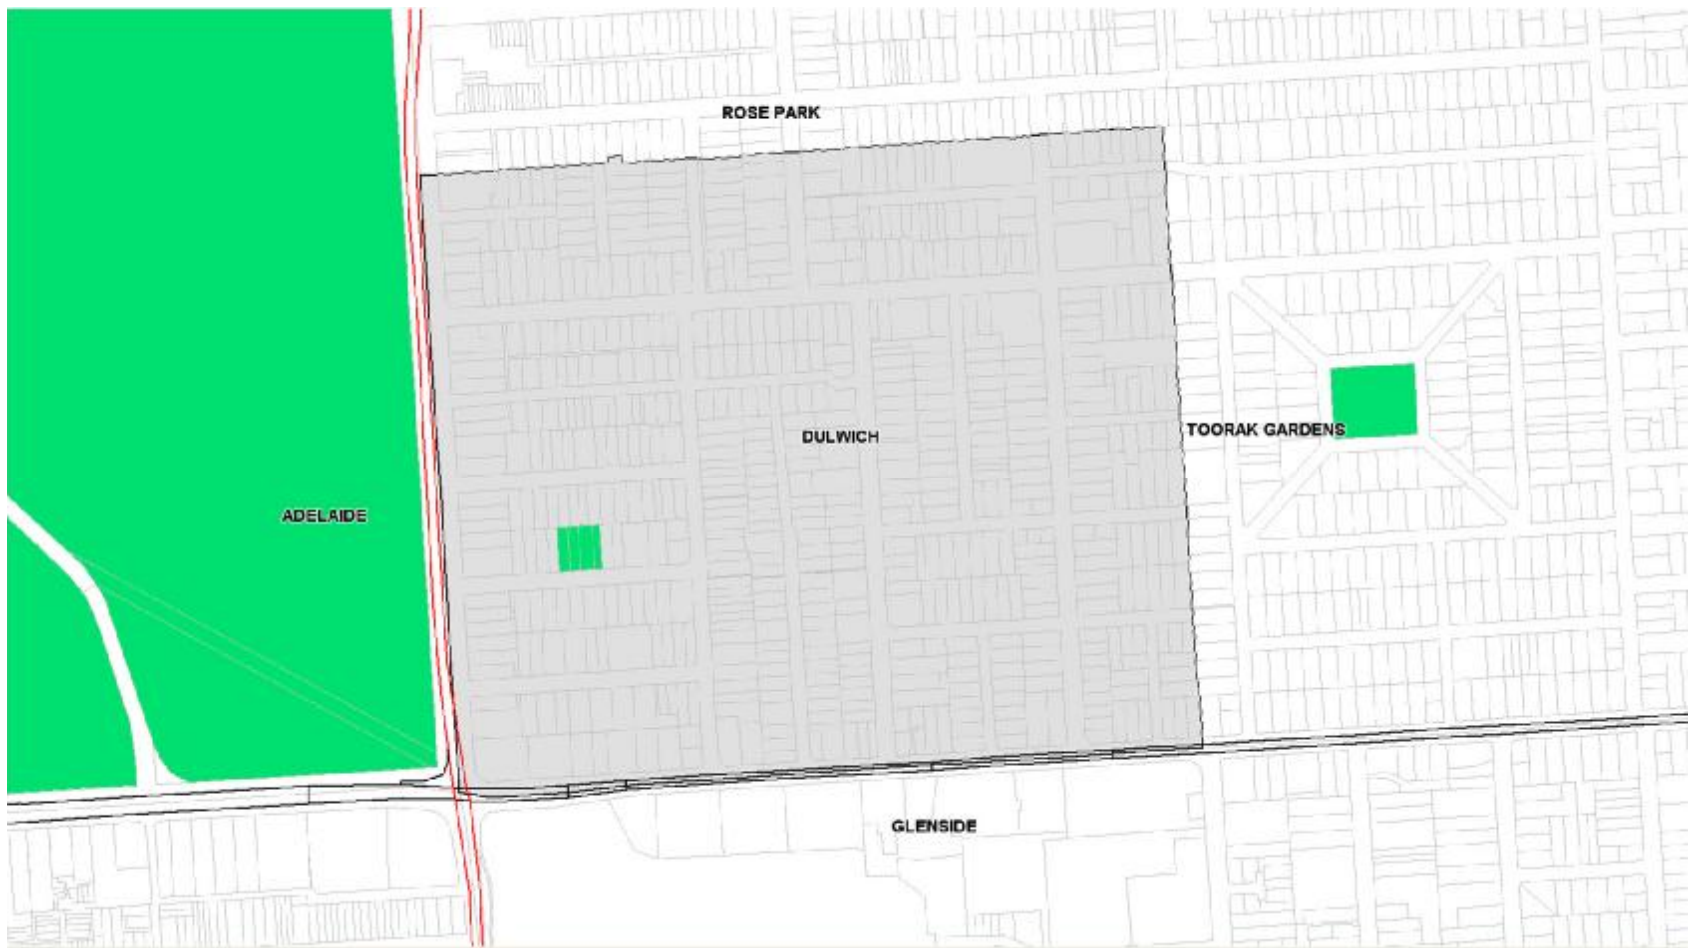 ROSE PARK
DULWICH
TOORAK GARDENS
ADELAIDE
GLENSIDE